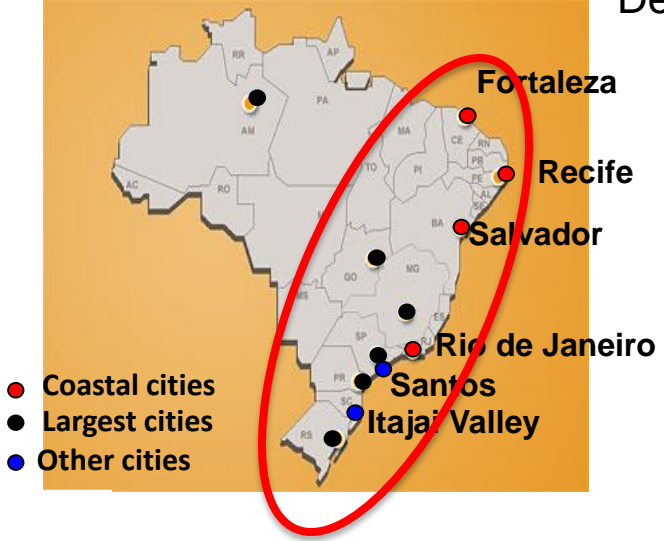 De
Fortaleza
Recife
Salvador
Rio de Janeiro
Santos
Itajai Valley
Coastal cities
Largest cities
Other cities
RR
AP
AM
PA
MA
CE
RN
PB
PE
AL
SE
PI
TO
AC
RO
BA
GO
MG
MS
ES
SP
RJ
PR
SC
RS